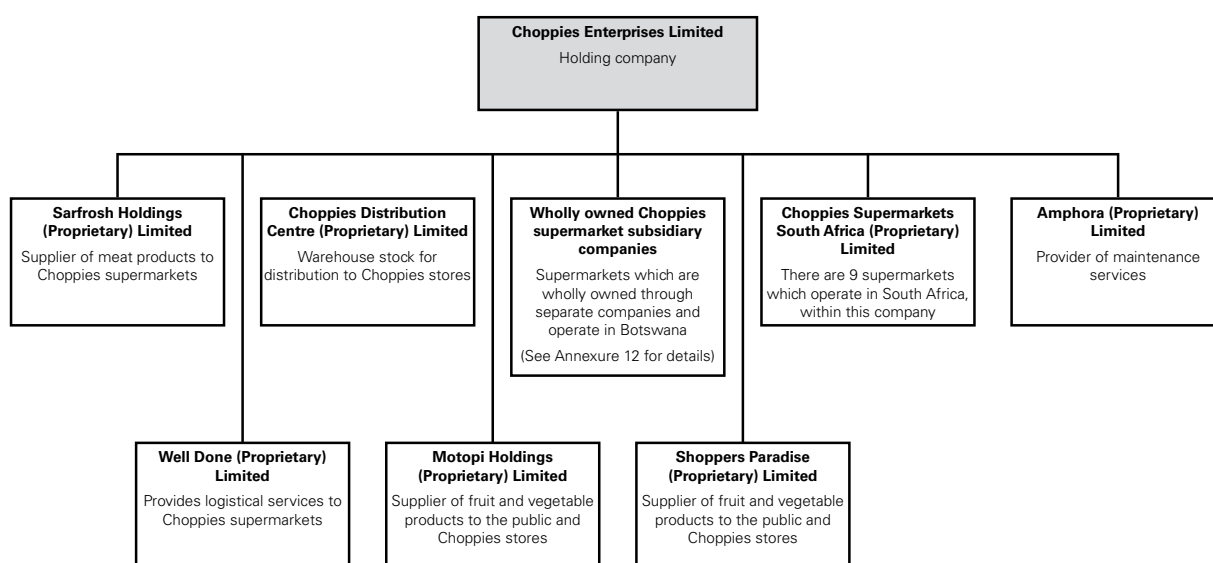 Choppies Enterprises Limited
Holding company
Sarfrosh Holdings
(Proprietary) Limited
Supplier of meat products to
Choppies supermarkets
Choppies Distribution
Centre (Proprietary) Limited
Warehouse stock for
distribution to Choppies stores
Wholly owned Choppies
supermarket subsidiary
companies
Supermarkets which are
wholly owned through
separate companies and
operate in Botswana
(See Annexure 12 for details)
Choppies Supermarkets
South Africa (Proprietary)
Limited
There are 9 supermarkets
which operate in South Africa,
within this company
Amphora (Proprietary)
Limited
Provider of maintenance
services
Well Done (Proprietary)
Limited
Provides logistical services to
Choppies supermarkets
Motopi Holdings
(Proprietary) Limited
Supplier of fruit and vegetable
products to the public and
Choppies stores
Shoppers Paradise
(Proprietary) Limited
Supplier of fruit and vegetable
products to the public and
Choppies stores